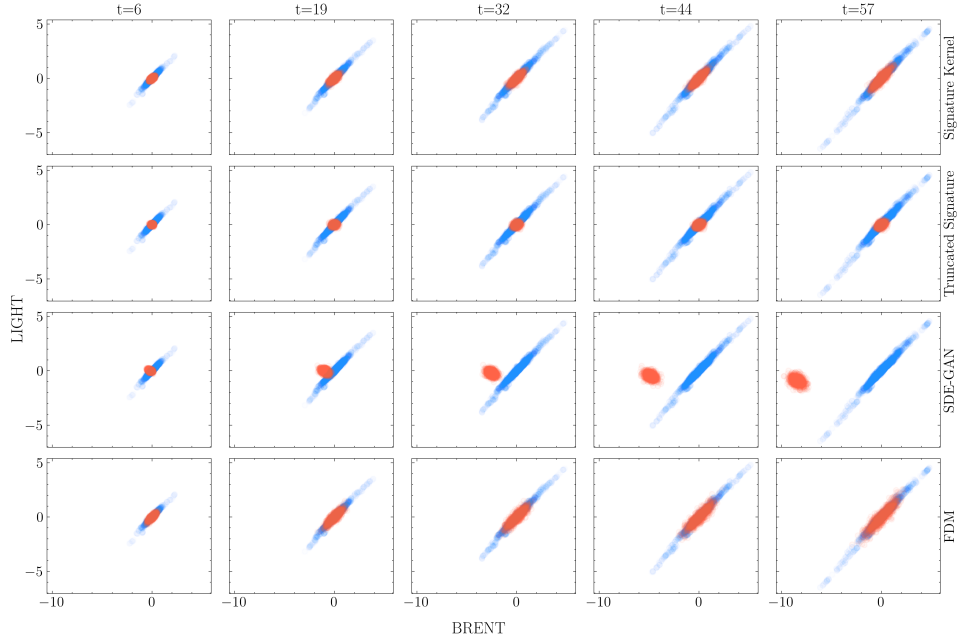 t=6 t=19 t=32 t=44 t=57
5
0
−5
Signature Kernel
5
0
−5
Truncated Signature
LIGHT
5
0
−5
SDE-GAN
5
0
−5
FDM
−10 0 −10 0 −10 0 −10 0 −10 0
BRENT